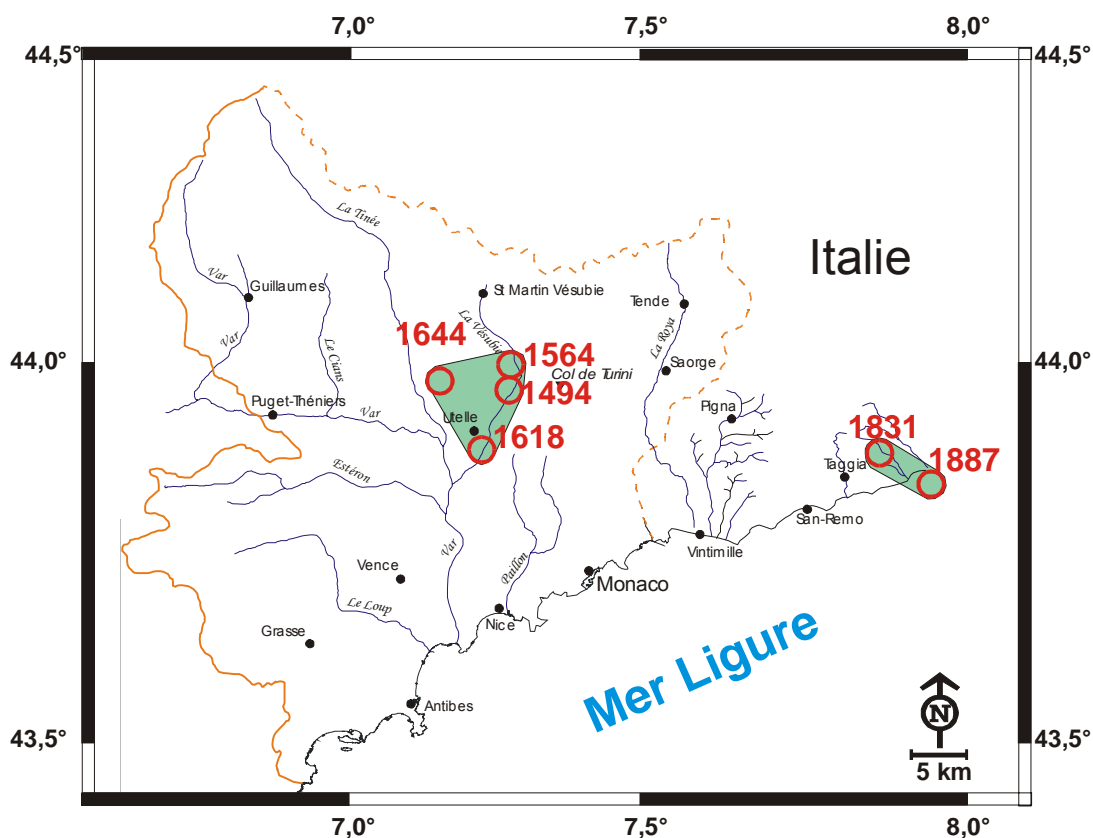 7,0°
7,5°
8,0°
44,5°
44,5°
La Tinée
Italie
Var
Guillaumes
St Martin Vésubie
Tende
La Vésubie
La Roya
Var
Le Cians
1644
1564
44,0°
44,0°
Col de Turini
Saorge
1494
Puget-Théniers
Var
Utelle
Pigna
1618
1831
1887
Taggia
Estéron
San-Remo
Var
Vintimille
Vence
Paillon
Monaco
Le Loup
Nice
Grasse
Mer Ligure
Antibes
N
43,5°
43,5°
5 km
7,0°
7,5°
8,0°